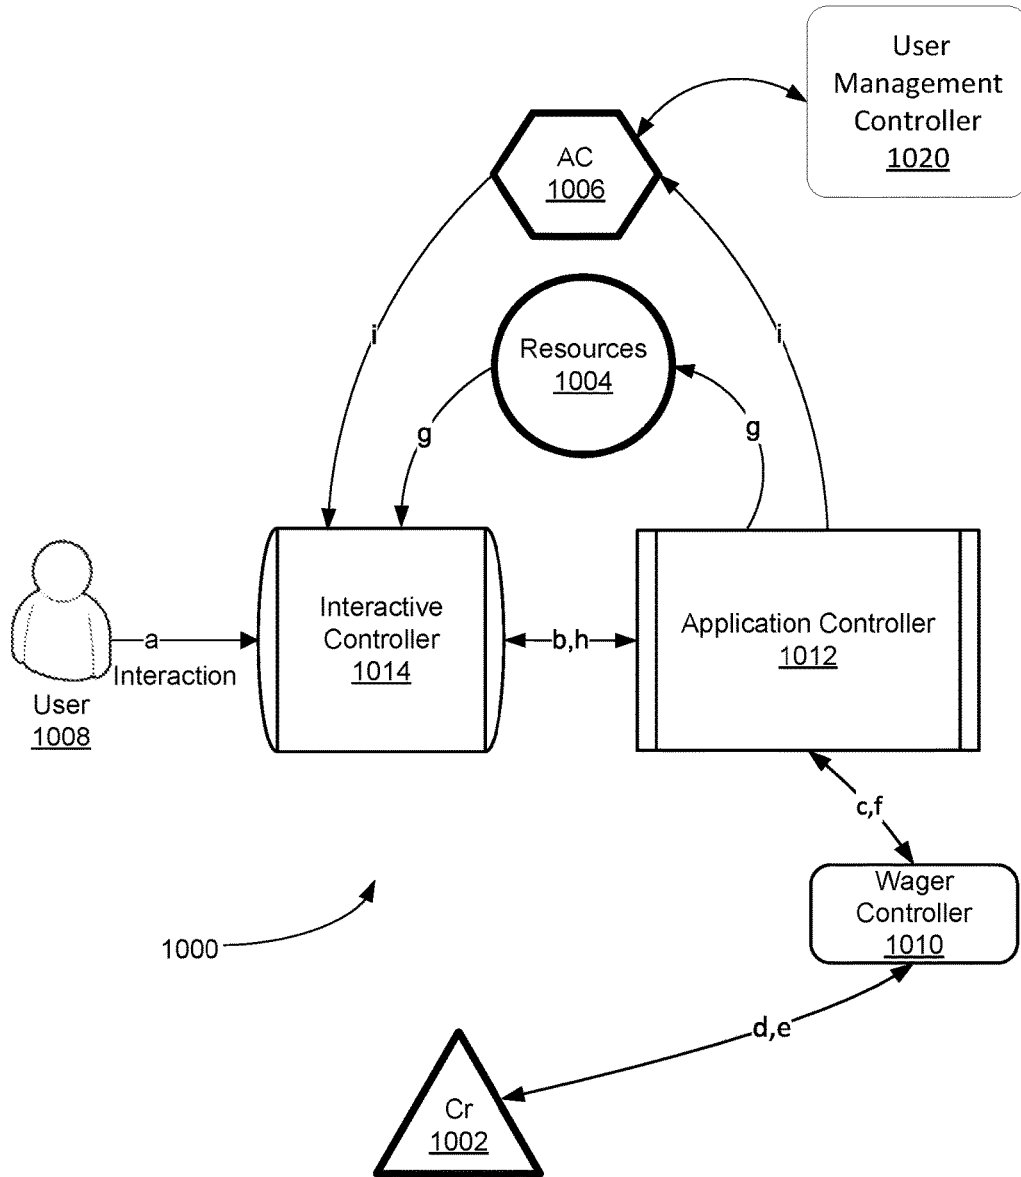 User
Management
Controller
1020
AC
1006
i
i
Resources
1004
g
g
Interactive
Controller
1014
Application Controller
1012
a
Interaction
b,h
User
1008
c,f
Wager
Controller
1010
1000
d,e
Cr
1002